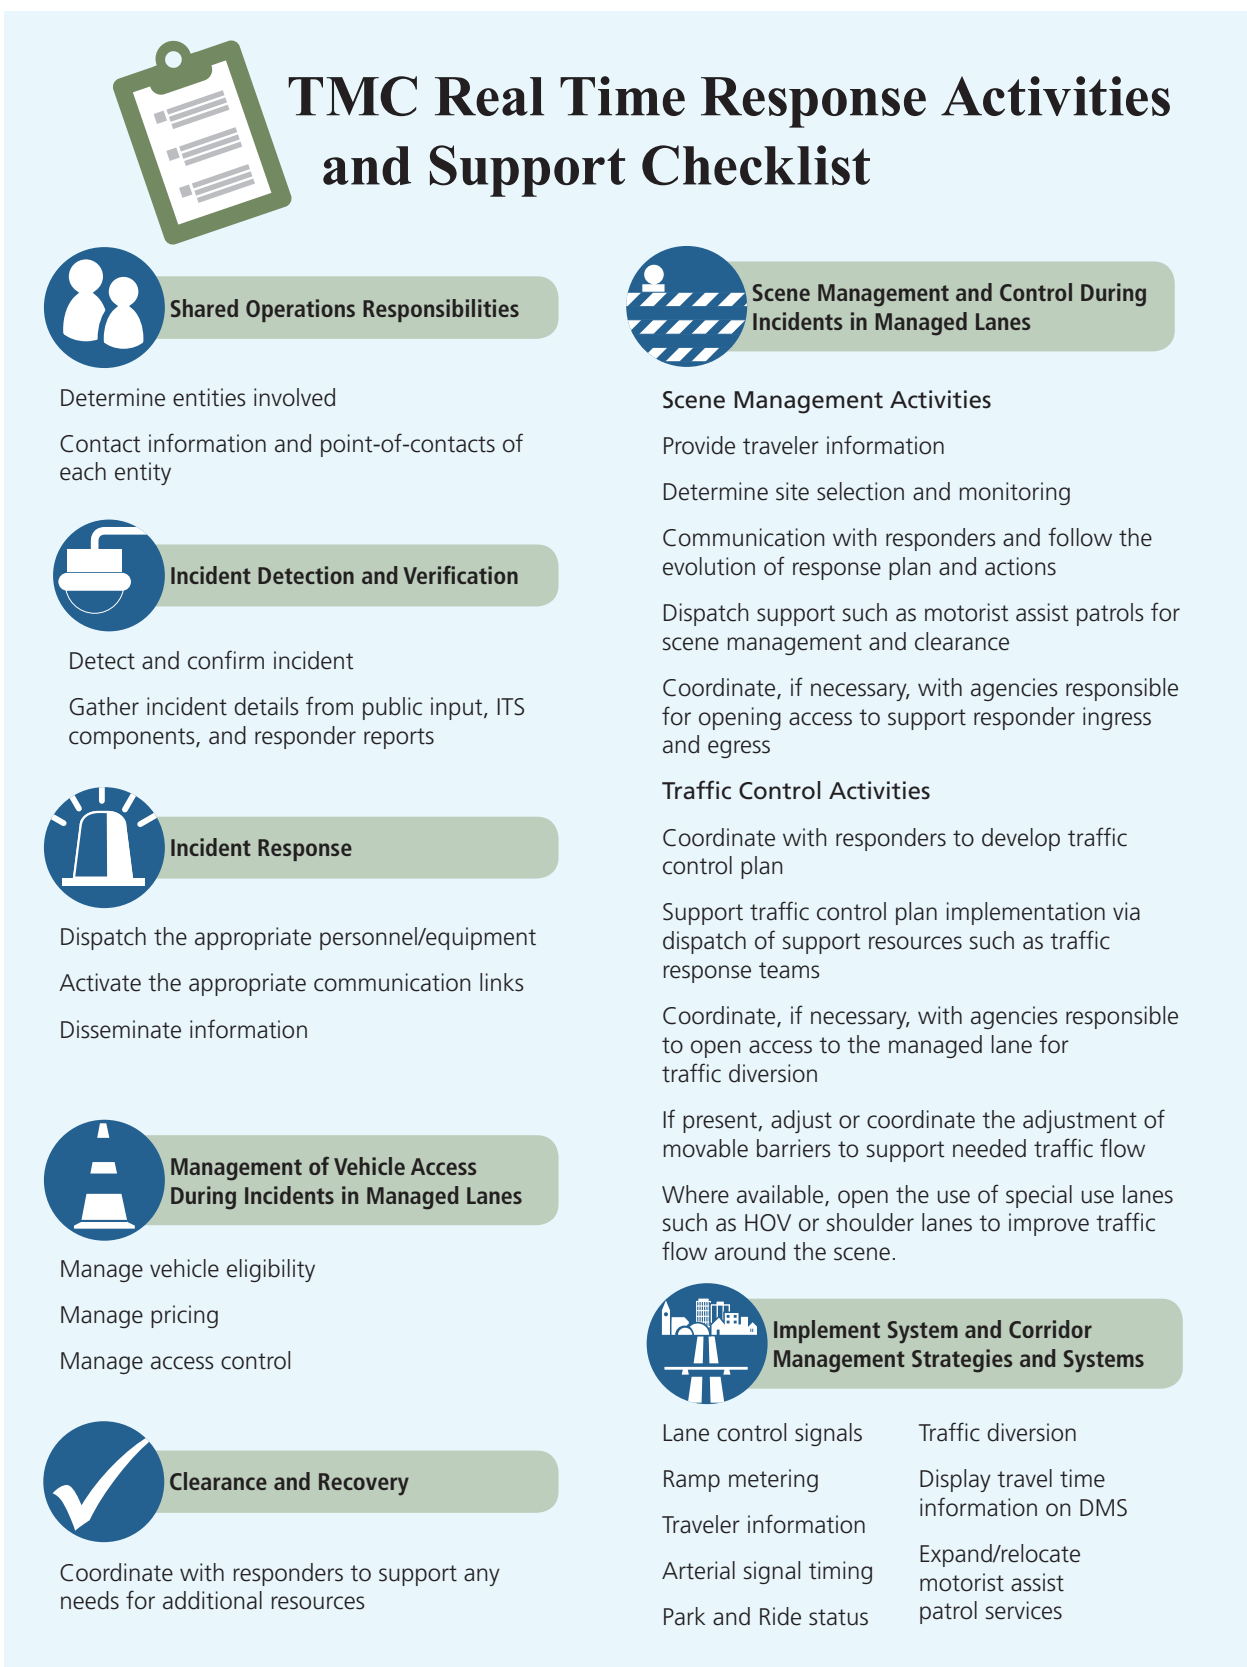 TMC Real Time Response Activities
and Support Checklist
Shared Operations Responsibilities
Determine entities involved
Contact information and point-of-contacts of
each entity
Incident Detection and Verification
Detect and confirm incident
Gather incident details from public input, ITS
components, and responder reports
Incident Response
Dispatch the appropriate personnel/equipment
Activate the appropriate communication links
Disseminate information
Management of Vehicle Access
During Incidents in Managed Lanes
Manage vehicle eligibility
Manage pricing
Manage access control
Clearance and Recovery
Coordinate with responders to support any
needs for additional resources
Scene Management and Control During
Incidents in Managed Lanes
Scene Management Activities
Provide traveler information
Determine site selection and monitoring
Communication with responders and follow the
evolution of response plan and actions
Dispatch support such as motorist assist patrols for
scene management and clearance
Coordinate, if necessary, with agencies responsible
for opening access to support responder ingress
and egress
Traffic Control Activities
Coordinate with responders to develop traffic
control plan
Support traffic control plan implementation via
dispatch of support resources such as traffic
response teams
Coordinate, if necessary, with agencies responsible
to open access to the managed lane for
traffic diversion
If present, adjust or coordinate the adjustment of
movable barriers to support needed traffic flow
Where available, open the use of special use lanes
such as HOV or shoulder lanes to improve traffic
flow around the scene.
Implement System and Corridor
Management Strategies and Systems
Lane control signals
Ramp metering
Traveler information
Arterial signal timing
Park and Ride status
Traffic diversion
Display travel time
information on DMS
Expand/relocate
motorist assist
patrol services